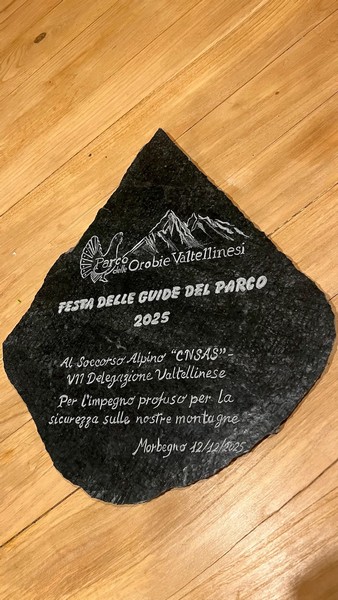 Parco
delle Orobie Valtellinesi
FESTA DELLE GUIDE DEL PARCO
2025
Al Soccorso Alpino "CNSAS" -
VII Delegazione Valtellinese
Per l'impegno profuso per la
sicurezza sulle nostre montagne
Morbegno 12/12/2025